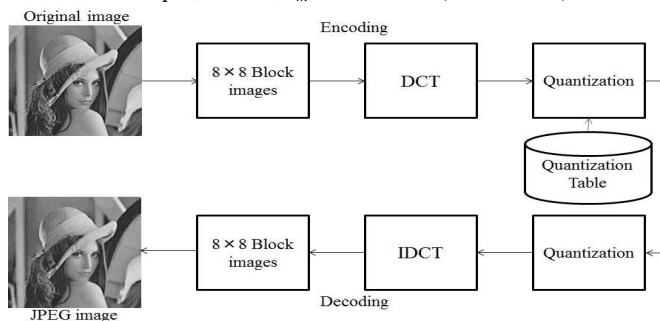 Original image
Encoding
8 × 8 Block
images
DCT
Quantization
Quantization
Table
8 × 8 Block
images
IDCT
Quantization
Decoding
JPEG image